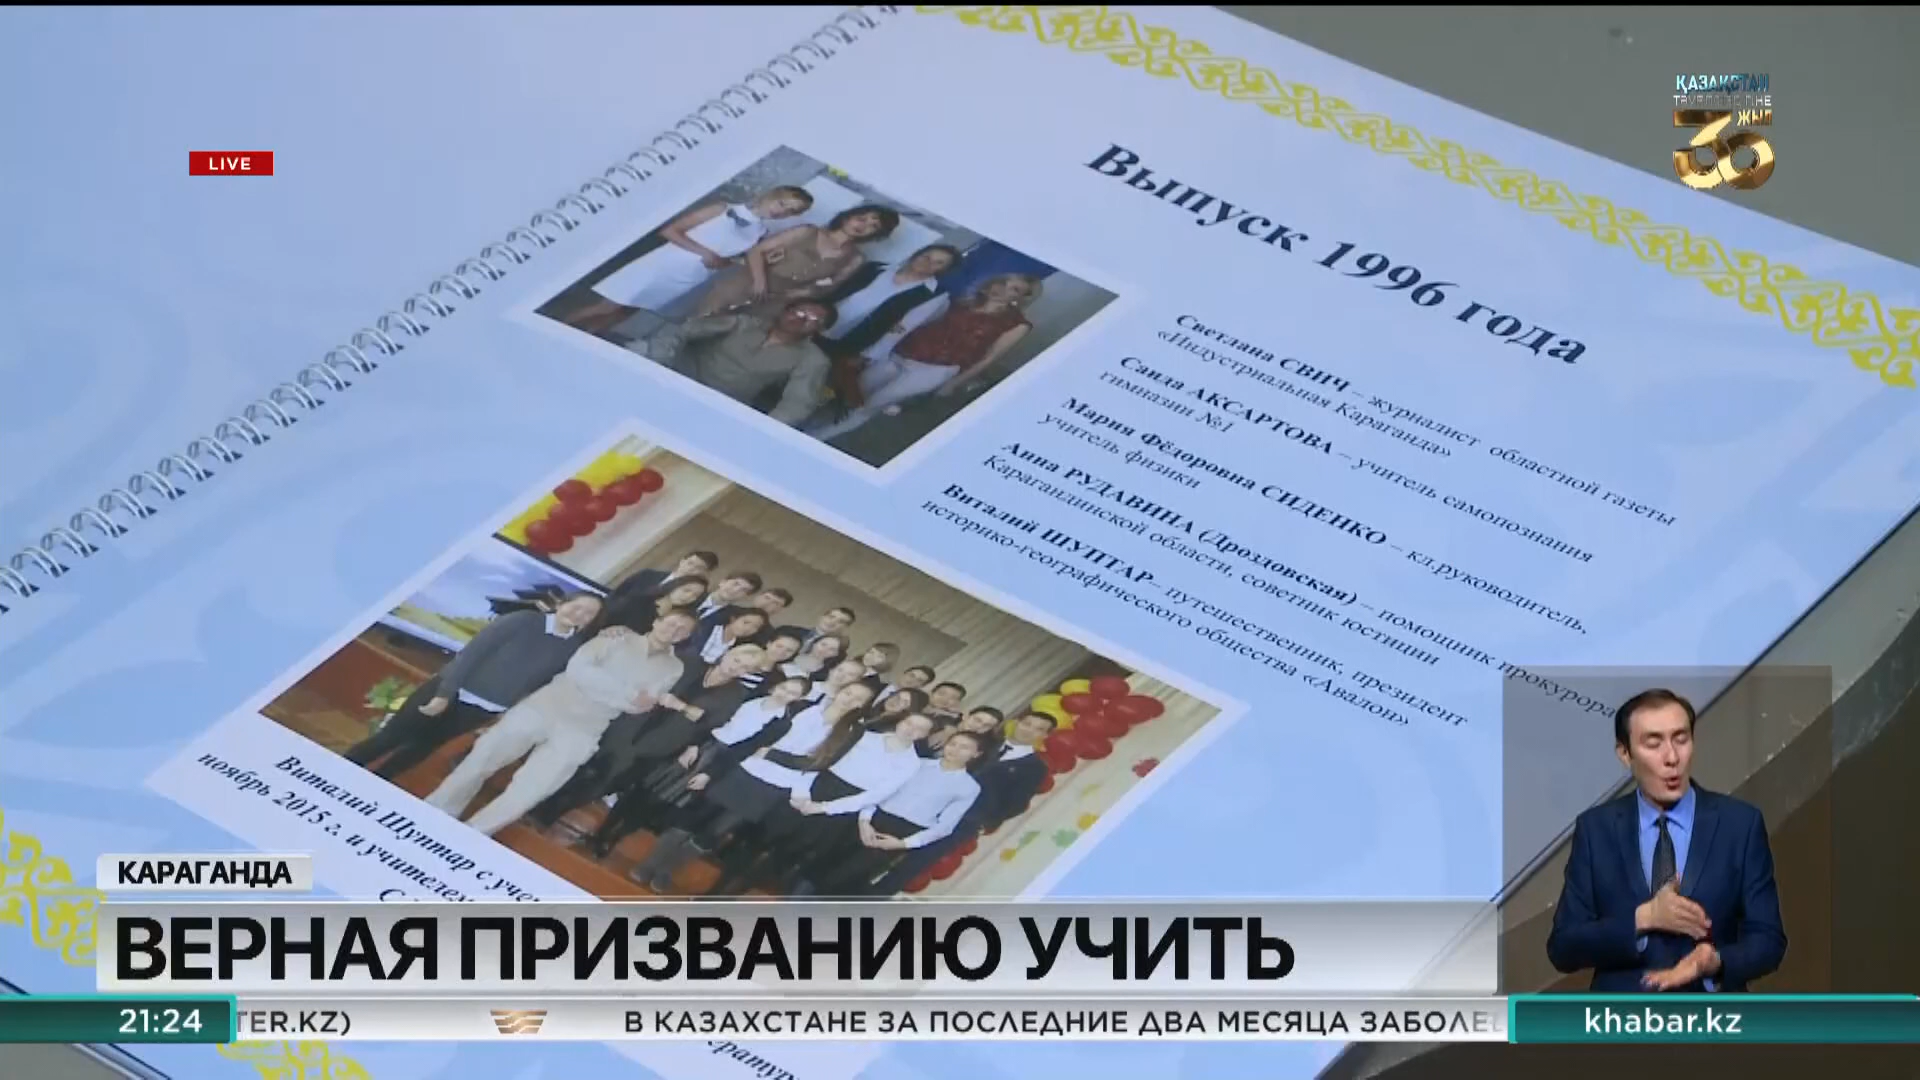 LIVE
ҚАЗАҚСТАН
ТӘУЕЛСІЗДІГІНЕ
30 ЖЫЛ
Выпуск 1996 года
Светлана СВИЧ – журналист областной газеты
«Индустриальная Караганда»
Саида АКСАРТОВА – учитель самопознания
гимназии №1
Мария Фёдоровна СИДЕНКО – кл.руководитель,
учитель физики
Анна РУДАВИНА (Дроздовская) – помощник прокурора
Карагандинской области, советник юстиции
Виталий ШУПТАР– путешественник, президент
историко-географического общества «Авалон»
Виталий Шуптар с уче
ноябрь 2015 г. и учителем
КАРАГАНДА
ВЕРНАЯ ПРИЗВАНИЮ УЧИТЬ
21:24
TER.KZ)
В КАЗАХСТАНЕ ЗА ПОСЛЕДНИЕ ДВА МЕСЯЦА ЗАБОЛЕ
khabar.kz